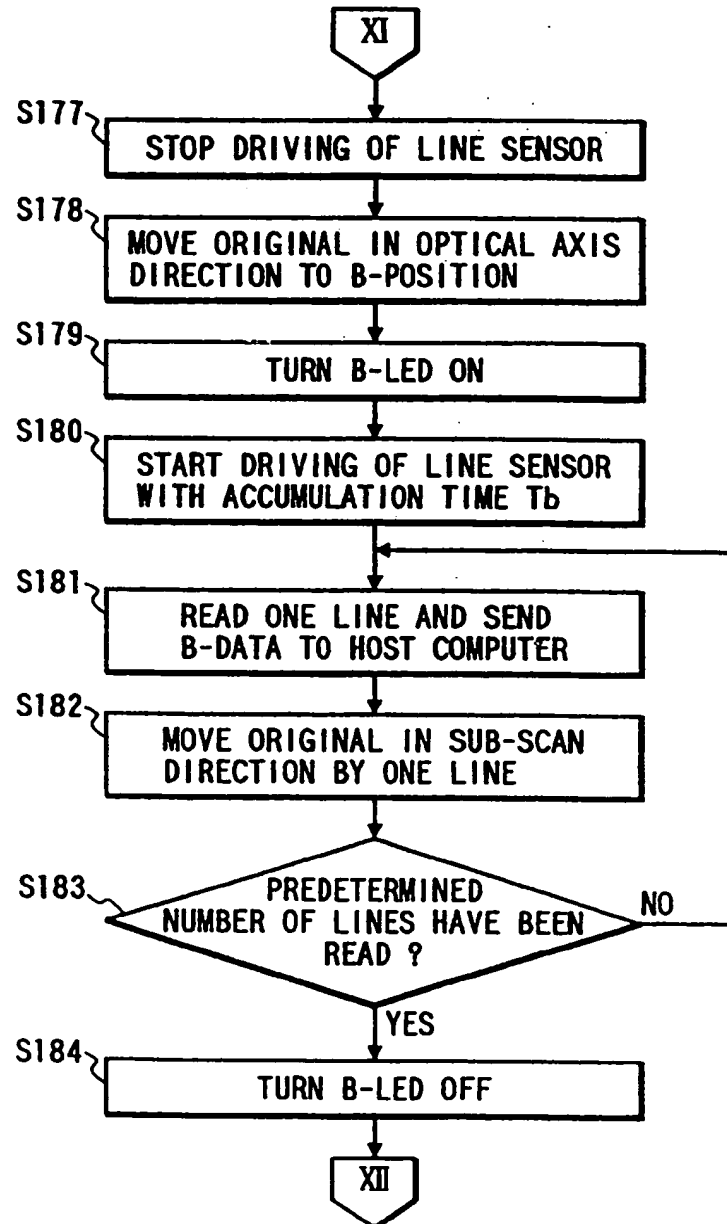 XI
S177
STOP DRIVING OF LINE SENSOR
S178
MOVE ORIGINAL IN OPTICAL AXIS
DIRECTION TO B-POSITION
S179
TURN B-LED ON
S180
START DRIVING OF LINE SENSOR
WITH ACCUMULATION TIME Tb
S181
READ ONE LINE AND SEND
B-DATA TO HOST COMPUTER
S182
MOVE ORIGINAL IN SUB-SCAN
DIRECTION BY ONE LINE
S183
PREDETERMINED
NUMBER OF LINES HAVE BEEN
READ ?
NO
YES
S184
TURN B-LED OFF
XII